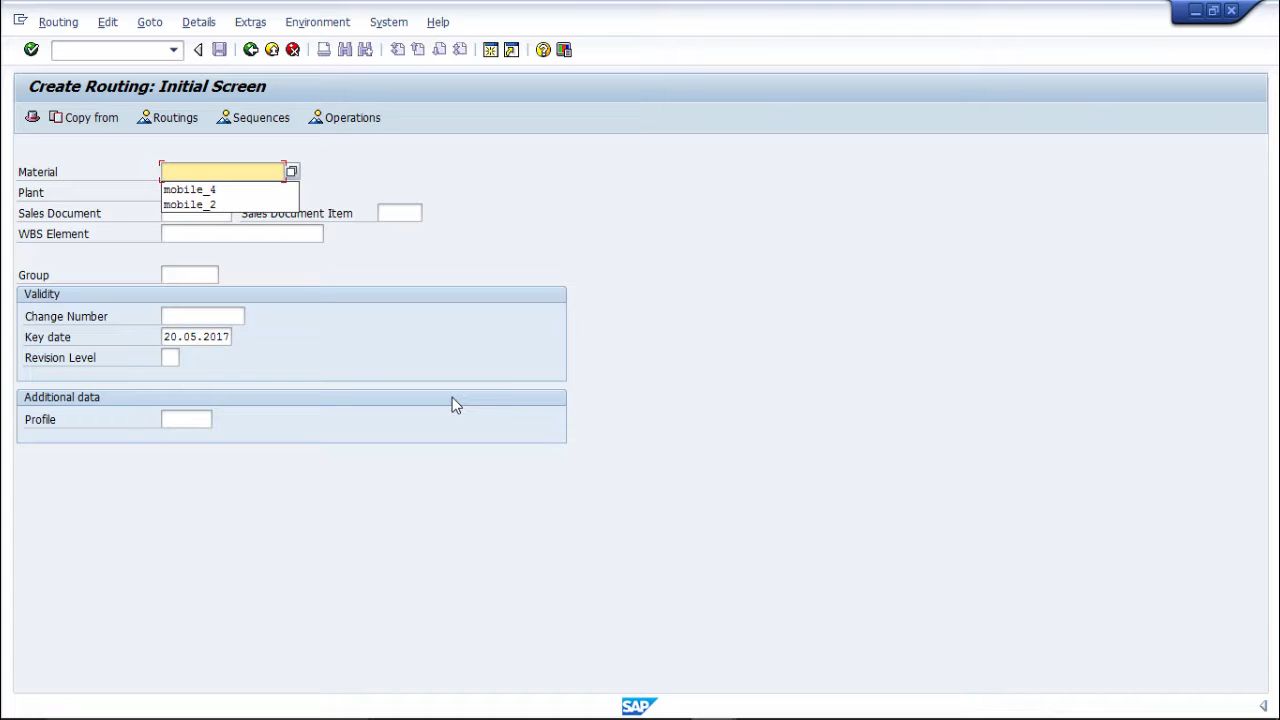 Routing Edit Goto Details Extras Environment System Help
Create Routing: Initial Screen
Copy from Routings Sequences Operations
Material
mobile_4
Plant
mobile_2
Sales Document Sales Document Item
WBS Element
Group
Validity
Change Number
Key date 20.05.2017
Revision Level
Additional data
Profile
SAP